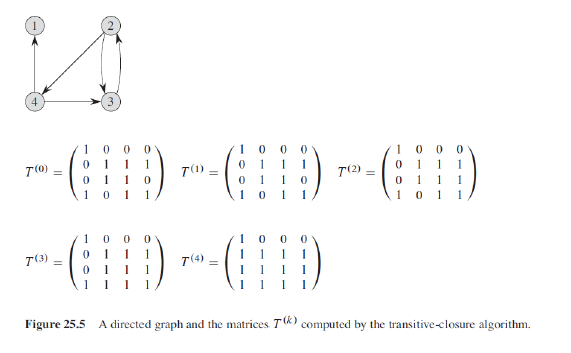 1 2
4 3
T(0) = ( 1 0 0 0 ) T(1) = ( 1 0 0 0 ) T(2) = ( 1 0 0 0 )
0 1 1 1 0 1 1 1 0 1 1 1
0 1 1 0 0 1 1 0 0 1 1 1
1 0 1 1 1 0 1 1 1 0 1 1
T(3) = ( 1 0 0 0 ) T(4) = ( 1 0 0 0 )
0 1 1 1 1 1 1 1
0 1 1 1 1 1 1 1
1 1 1 1 1 1 1 1
Figure 25.5 A directed graph and the matrices T(k) computed by the transitive-closure algorithm.